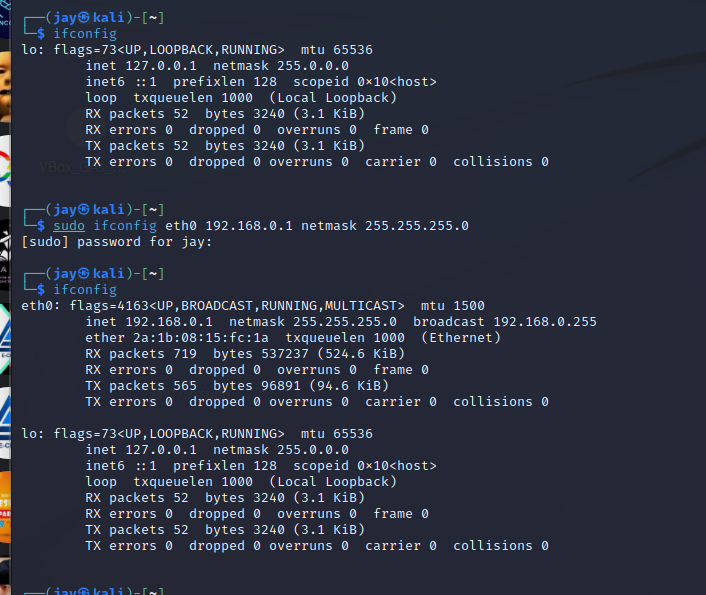 ┌──(jay㉿kali)-[~]
└─$ ifconfig
lo: flags=73<UP,LOOPBACK,RUNNING>  mtu 65536
        inet 127.0.0.1  netmask 255.0.0.0
        inet6 ::1  prefixlen 128  scopeid 0×10<host>
        loop  txqueuelen 1000  (Local Loopback)
        RX packets 52  bytes 3240 (3.1 KiB)
        RX errors 0  dropped 0  overruns 0  frame 0
        TX packets 52  bytes 3240 (3.1 KiB)
        TX errors 0  dropped 0 overruns 0  carrier 0  collisions 0
┌──(jay㉿kali)-[~]
└─$ sudo ifconfig eth0 192.168.0.1 netmask 255.255.255.0
[sudo] password for jay:
┌──(jay㉿kali)-[~]
└─$ ifconfig
eth0: flags=4163<UP,BROADCAST,RUNNING,MULTICAST>  mtu 1500
        inet 192.168.0.1  netmask 255.255.255.0  broadcast 192.168.0.255
        ether 2a:1b:08:15:fc:1a  txqueuelen 1000  (Ethernet)
        RX packets 719  bytes 537237 (524.6 KiB)
        RX errors 0  dropped 0  overruns 0  frame 0
        TX packets 565  bytes 96891 (94.6 KiB)
        TX errors 0  dropped 0 overruns 0  carrier 0  collisions 0
lo: flags=73<UP,LOOPBACK,RUNNING>  mtu 65536
        inet 127.0.0.1  netmask 255.0.0.0
        inet6 ::1  prefixlen 128  scopeid 0×10<host>
        loop  txqueuelen 1000  (Local Loopback)
        RX packets 52  bytes 3240 (3.1 KiB)
        RX errors 0  dropped 0  overruns 0  frame 0
        TX packets 52  bytes 3240 (3.1 KiB)
        TX errors 0  dropped 0 overruns 0  carrier 0  collisions 0
┌──(jay㉿kali)-[~]